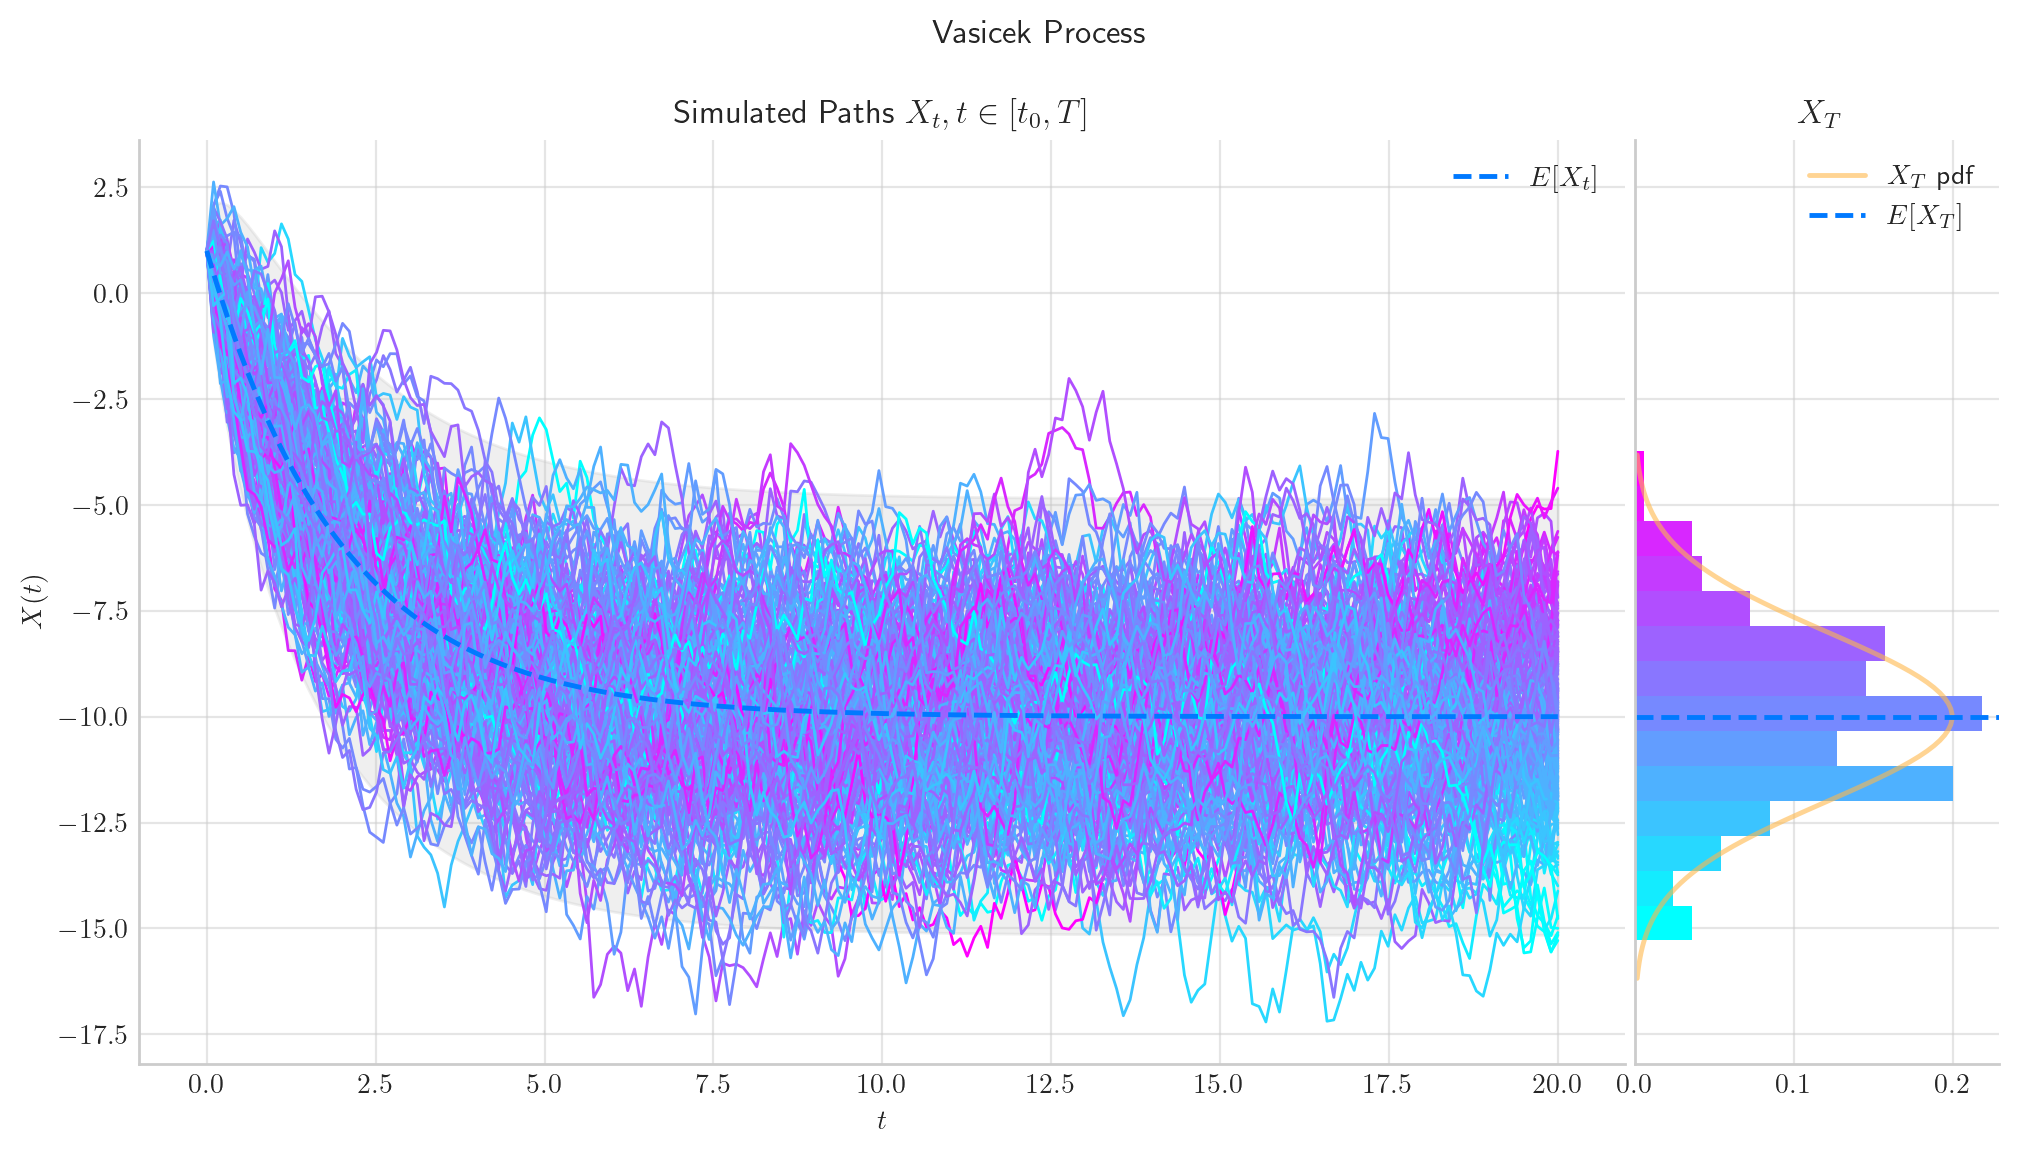 Vasicek Process
Simulated Paths $X_t, t \in [t_0, T]$
$X_T$
$E[X_t]$
$X_T$ pdf
$E[X_T]$
2.5
0.0
−2.5
−5.0
−7.5
−10.0
−12.5
−15.0
−17.5
$X(t)$
0.0 2.5 5.0 7.5 10.0 12.5 15.0 17.5 20.0 0.0 0.1 0.2
$t$